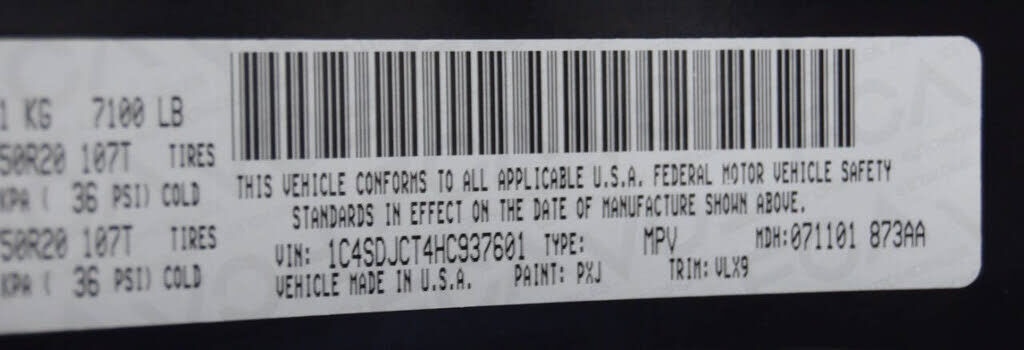 1 KG 7100 LB
50R20 107T TIRES
KPA ( 36 PSI) COLD
50R20 107T TIRES
KPA ( 36 PSI) COLD
THIS VEHICLE CONFORMS TO ALL APPLICABLE U.S.A. FEDERAL MOTOR VEHICLE SAFETY
STANDARDS IN EFFECT ON THE DATE OF MANUFACTURE SHOWN ABOVE.
VIN: 1C4SDJCT4HC937601 TYPE: MPV MDH:071101 873AA
VEHICLE MADE IN U.S.A. PAINT: PXJ TRIM: VLX9